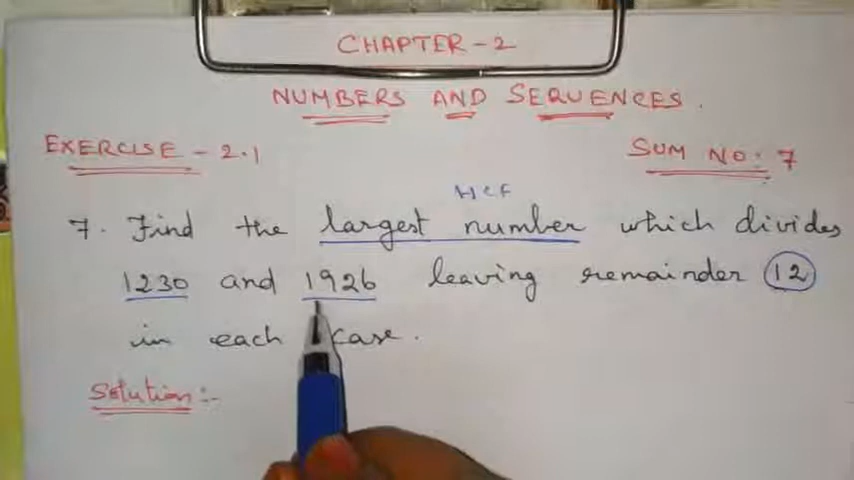 CHAPTER-2
NUMBERS AND SEQUENCES.
EXERCISE-2.1 SUM NO: 7
HCF
7. Find the largest number which divides
1230 and 1926 leaving remainder 12
in each case.
Solution:-